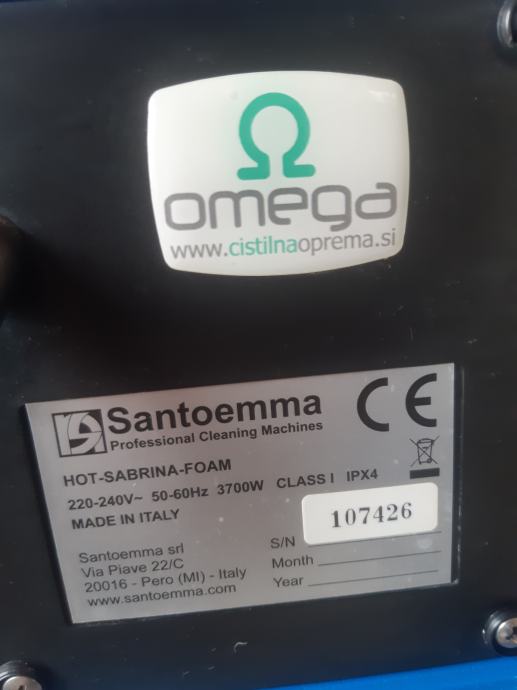 Ω
omega
www.cistilnaoprema.si
Santoemma
Professional Cleaning Machines
CE
HOT-SABRINA-FOAM
220-240V~ 50-60Hz 3700W CLASS I IPX4
MADE IN ITALY
107426
Santoemma srl
Via Piave 22/C
20016 - Pero (MI) - Italy
www.santoemma.com
S/N
Month
Year